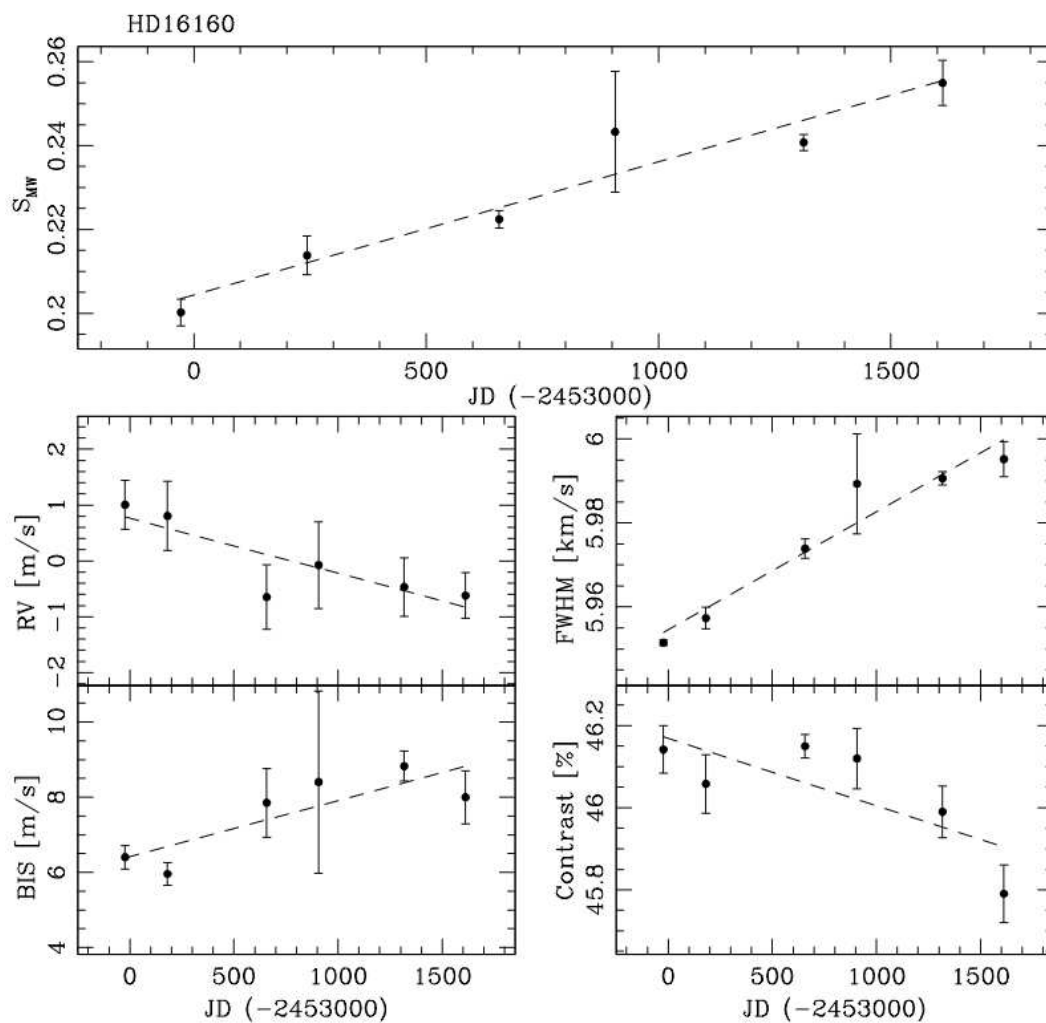 HD16160
0.26
0.24
0.22
0.2
S_MW
0 500 1000 1500
JD (-2453000)
2
1
0
-1
-2
RV [m/s]
6
5.98
5.96
FWHM [km/s]
10
8
6
4
BIS [m/s]
46.2
46
45.8
Contrast [%]
0 500 1000 1500
JD (-2453000)
0 500 1000 1500
JD (-2453000)